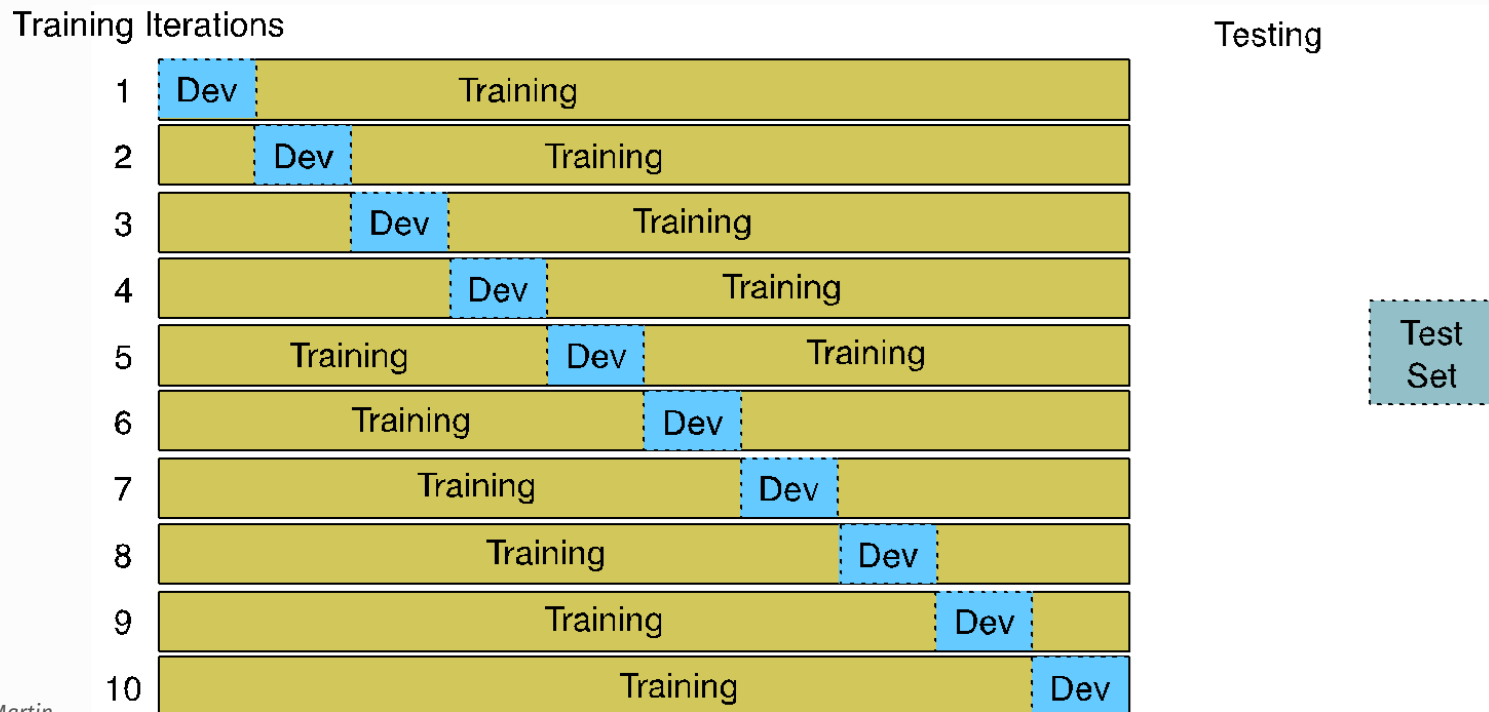 Training Iterations
Testing
1 Dev Training
2 Dev Training
3 Dev Training
4 Dev Training
5 Training Dev Training
6 Training Dev
7 Training Dev
8 Training Dev
9 Training Dev
10 Training Dev
Test
Set
Martin